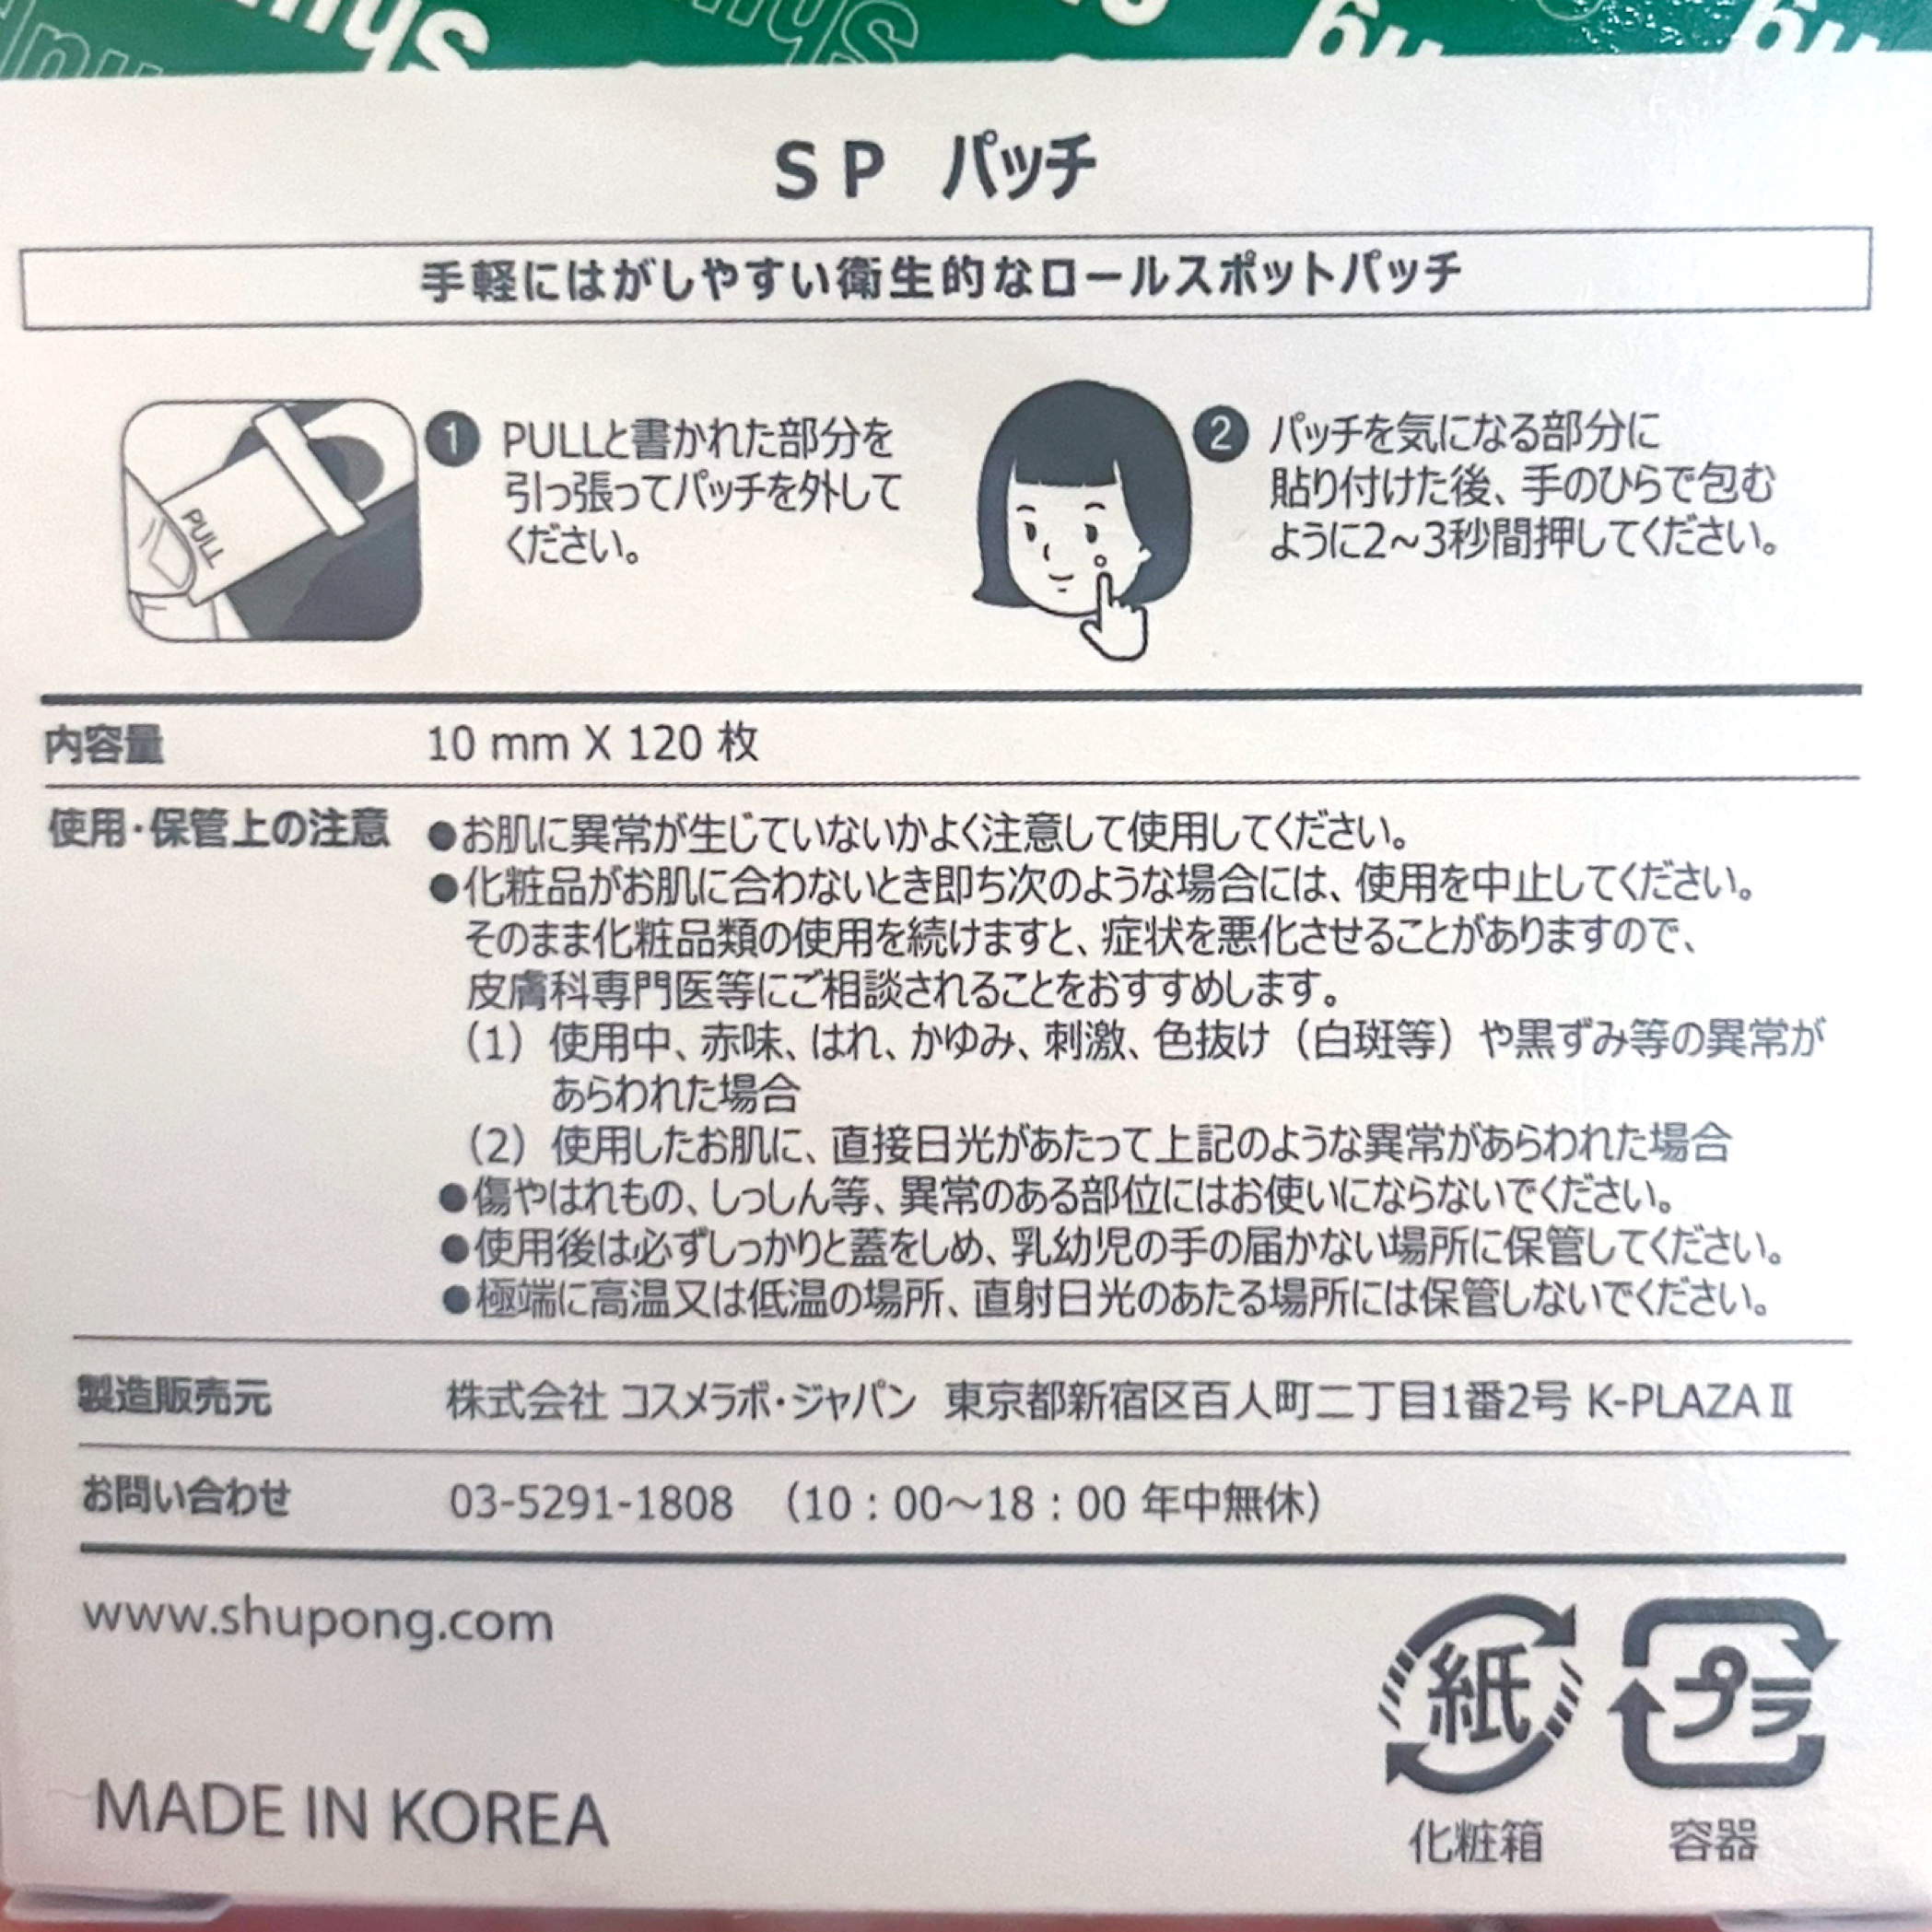 SP パッチ
手軽にはがしやすい衛生的なロールスポットパッチ
PULL
1 PULLと書かれた部分を
引っ張ってパッチを外して
ください。
2 パッチを気になる部分に
貼り付けた後、手のひらで包む
ように2~3秒間押してください。
内容量 10 mm X 120 枚
使用・保管上の注意 ●お肌に異常が生じていないかよく注意して使用してください。
●化粧品がお肌に合わないとき即ち次のような場合には、使用を中止してください。
そのまま化粧品類の使用を続けますと、症状を悪化させることがありますので、
皮膚科専門医等にご相談されることをおすすめします。
(1) 使用中、赤味、はれ、かゆみ、刺激、色抜け（白斑等）や黒ずみ等の異常が
あらわれた場合
(2) 使用したお肌に、直接日光があたって上記のような異常があらわれた場合
●傷やはれもの、しっしん等、異常のある部位にはお使いにならないでください。
●使用後は必ずしっかりと蓋をしめ、乳幼児の手の届かない場所に保管してください。
●極端に高温又は低温の場所、直射日光のあたる場所には保管しないでください。
製造販売元 株式会社 コスメラボ・ジャパン 東京都新宿区百人町二丁目1番2号 K-PLAZAⅡ
お問い合わせ 03-5291-1808 （10：00～18：00 年中無休）
www.shupong.com
紙 プラ
MADE IN KOREA
化粧箱 容器